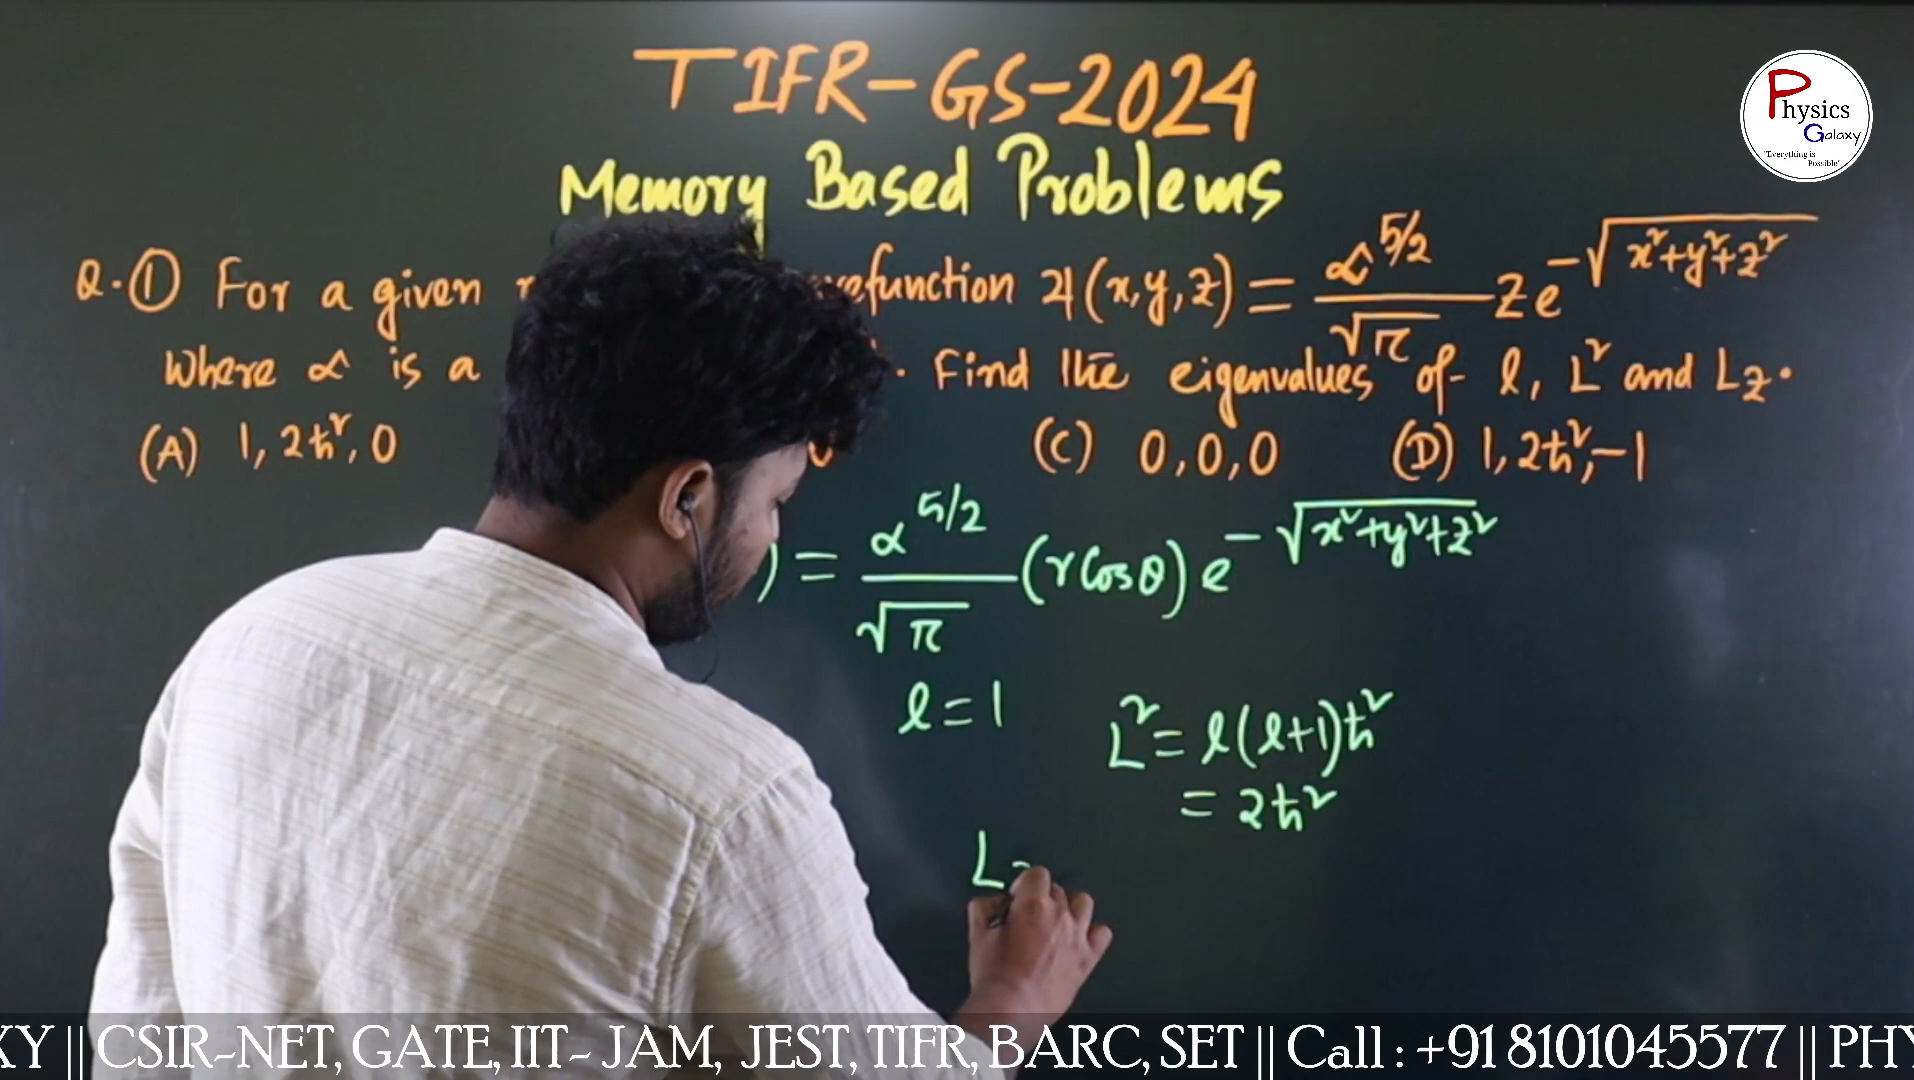 TIFR-GS-2024
Memory Based Problems
Physics
Galaxy
"Everything is
Possible"
Q.① For a given wavefunction ψ(x,y,z) = α^5/2/√π z e^-√x²+y²+z²
Where α is a . Find the eigenvalues of l, L² and Lz.
(A) 1, 2ħ², 0 (C) 0, 0, 0 (D) 1, 2ħ², -1
) = α^5/2/√π (r Cosθ) e^-√x²+y²+z²
l = 1 L² = l(l+1)ħ²
= 2ħ²
L
|| CSIR-NET, GATE, IIT- JAM, JEST, TIFR, BARC, SET || Call : +91 8101045577 ||